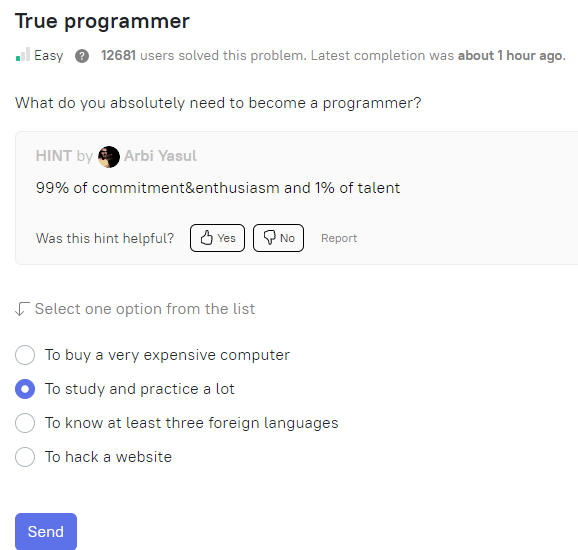 True programmer
Easy ? 12681 users solved this problem. Latest completion was about 1 hour ago.
What do you absolutely need to become a programmer?
HINT by Arbi Yasul
99% of commitment&enthusiasm and 1% of talent
Was this hint helpful? Yes No Report
Select one option from the list
To buy a very expensive computer
To study and practice a lot
To know at least three foreign languages
To hack a website
Send